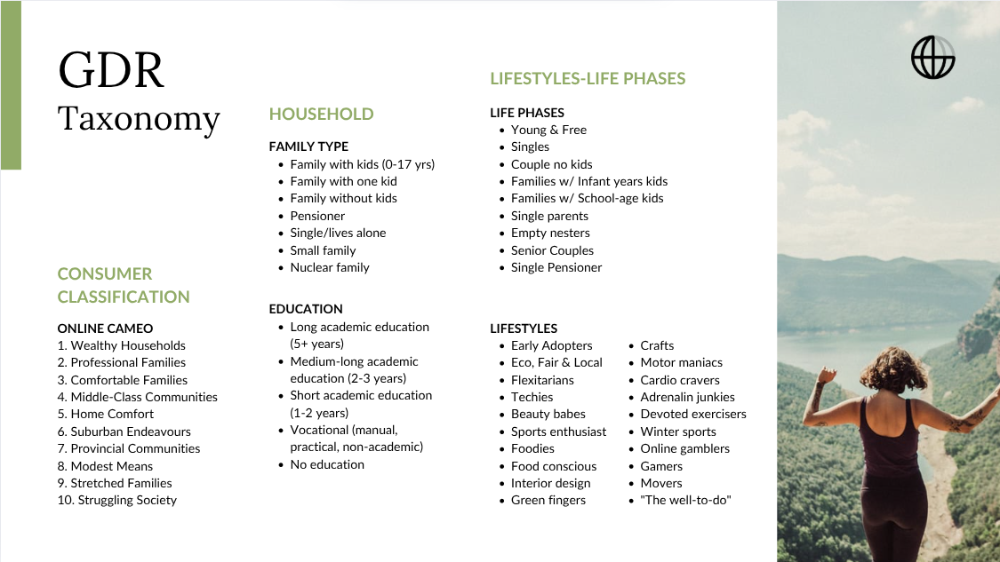 GDR
Taxonomy
CONSUMER
CLASSIFICATION
ONLINE CAMEO
1. Wealthy Households
2. Professional Families
3. Comfortable Families
4. Middle-Class Communities
5. Home Comfort
6. Suburban Endeavours
7. Provincial Communities
8. Modest Means
9. Stretched Families
10. Struggling Society
HOUSEHOLD
FAMILY TYPE
• Family with kids (0-17 yrs)
• Family with one kid
• Family without kids
• Pensioner
• Single/lives alone
• Small family
• Nuclear family
EDUCATION
• Long academic education
(5+ years)
• Medium-long academic
education (2-3 years)
• Short academic education
(1-2 years)
• Vocational (manual,
practical, non-academic)
• No education
LIFESTYLES-LIFE PHASES
LIFE PHASES
• Young & Free
• Singles
• Couple no kids
• Families w/ Infant years kids
• Families w/ School-age kids
• Single parents
• Empty nesters
• Senior Couples
• Single Pensioner
LIFESTYLES
• Early Adopters
• Eco, Fair & Local
• Flexitarians
• Techies
• Beauty babes
• Sports enthusiast
• Foodies
• Food conscious
• Interior design
• Green fingers
• Crafts
• Motor maniacs
• Cardio cravers
• Adrenalin junkies
• Devoted exercisers
• Winter sports
• Online gamblers
• Gamers
• Movers
• "The well-to-do"